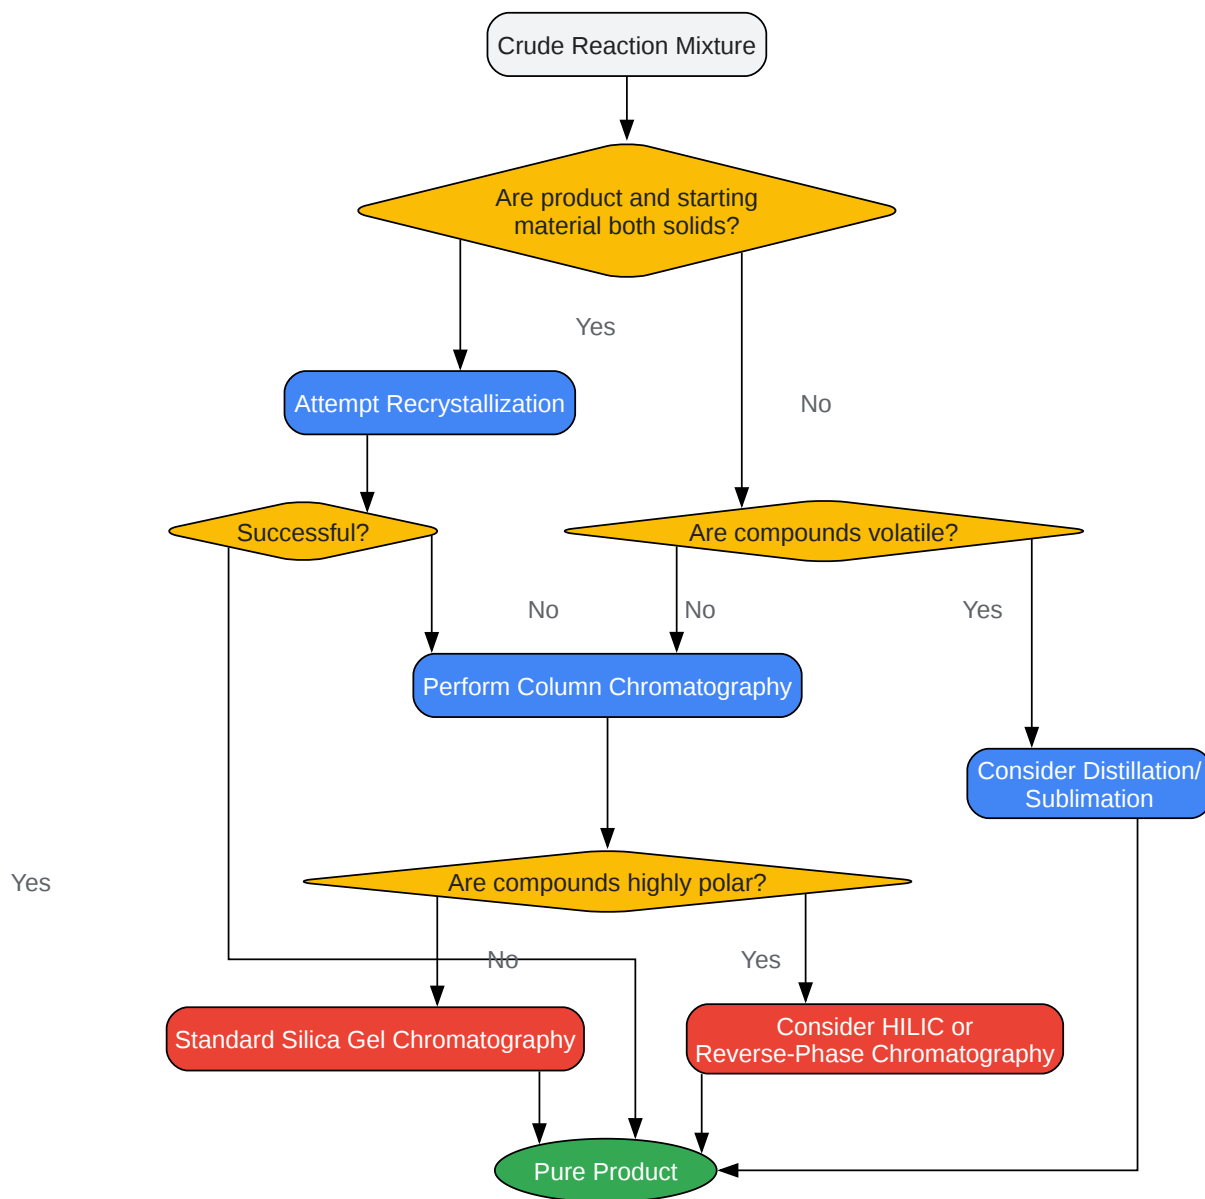 Crude Reaction Mixture
Are product and starting
material both solids?
Yes
Attempt Recrystallization
No
Successful?
Are compounds volatile?
No
No
Yes
Perform Column Chromatography
Consider Distillation/
Sublimation
Yes
Are compounds highly polar?
No
Yes
Standard Silica Gel Chromatography
Consider HILIC or
Reverse-Phase Chromatography
Pure Product